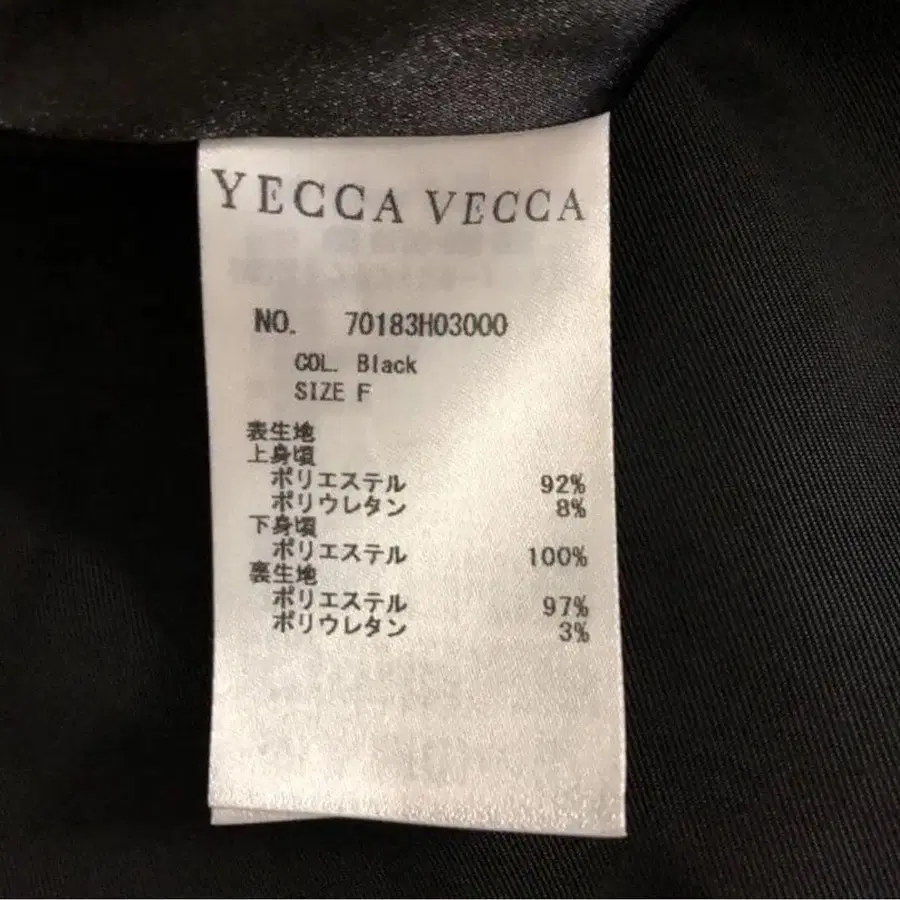 YECCA VECCA
NO. 70183H03000
COL. Black
SIZE F
表生地
上身頃
ポリエステル 92%
ポリウレタン 8%
下身頃
ポリエステル 100%
裏生地
ポリエステル 97%
ポリウレタン 3%